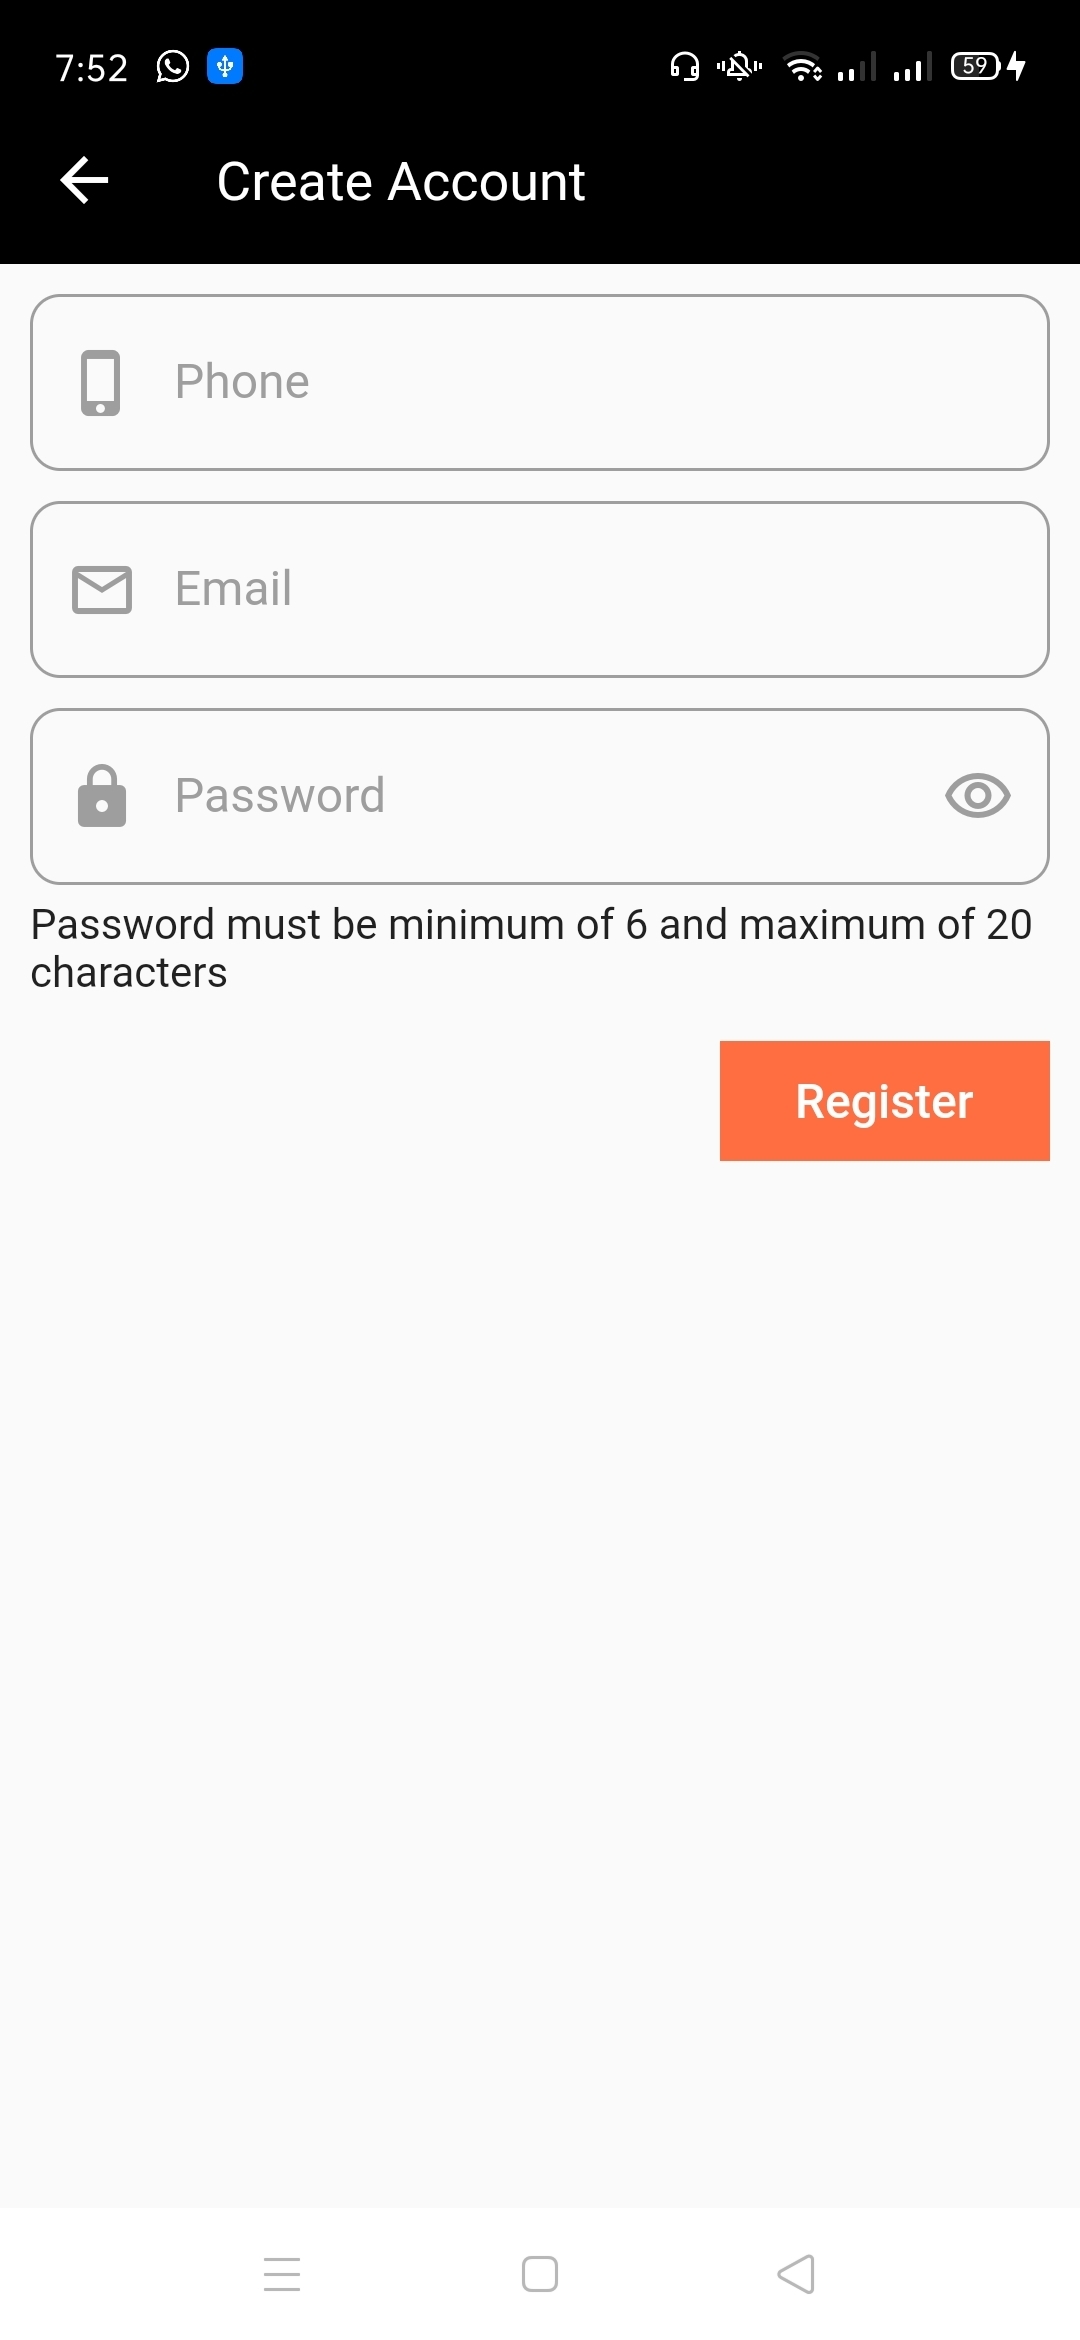 7:52
59
Create Account
Phone
Email
Password
Password must be minimum of 6 and maximum of 20
characters
Register